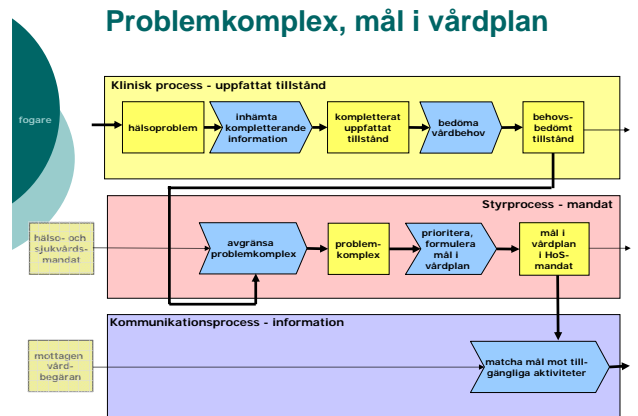 Problemkomplex, mål i vårdplan
Klinisk process - uppfattat tillstånd
fogare
hälsoproblem
inhämta
kompletterande
information
kompletterat
uppfattat
tillstånd
bedöma
vårdbehov
behovs-
bedömt
tillstånd
Styrprocess - mandat
hälso- och
sjukvårds-
mandat
avgränsa
problemkomplex
problem-
komplex
prioritera,
formulera
mål i
vårdplan
mål i
vårdplan
i HoS-
mandat
Kommunikationsprocess - information
mottagen
vård-
begäran
matcha mål mot till-
gängliga aktiviteter